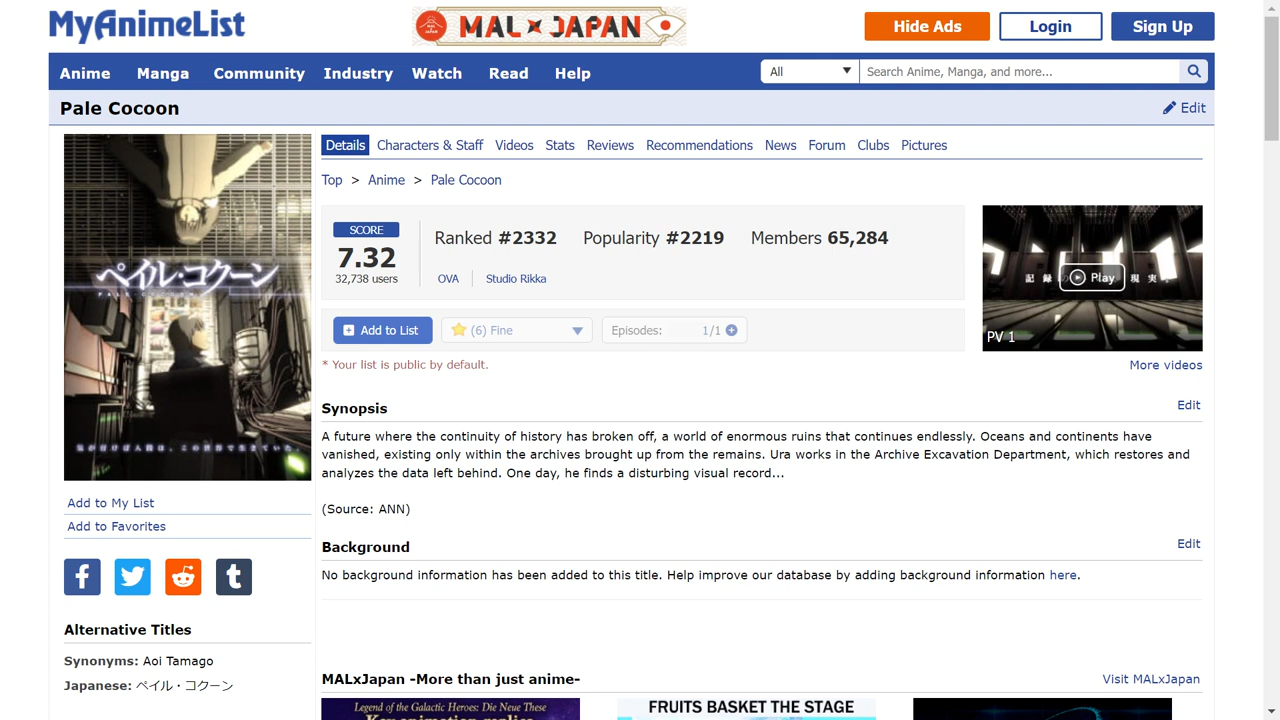 MyAnimeList
MAL x JAPAN
Hide Ads
Login
Sign Up
Anime Manga Community Industry Watch Read Help
All
Search Anime, Manga, and more...
Pale Cocoon
Edit
ペイル・コクーン
Details Characters & Staff Videos Stats Reviews Recommendations News Forum Clubs Pictures
Top > Anime > Pale Cocoon
SCORE
7.32
32,738 users
Ranked #2332 Popularity #2219 Members 65,284
OVA Studio Rikka
Add to List
(6) Fine
Episodes: 1/1
Play
PV 1
* Your list is public by default.
More videos
Synopsis
Edit
A future where the continuity of history has broken off, a world of enormous ruins that continues endlessly. Oceans and continents have
vanished, existing only within the archives brought up from the remains. Ura works in the Archive Excavation Department, which restores and
analyzes the data left behind. One day, he finds a disturbing visual record...
(Source: ANN)
Background
Edit
No background information has been added to this title. Help improve our database by adding background information here.
Add to My List
Add to Favorites
Alternative Titles
Synonyms: Aoi Tamago
Japanese: ペイル・コクーン
MALxJapan -More than just anime-
Visit MALxJapan
Legend of the Galactic Heroes: Die Neue These
Key animation replica
FRUITS BASKET THE STAGE